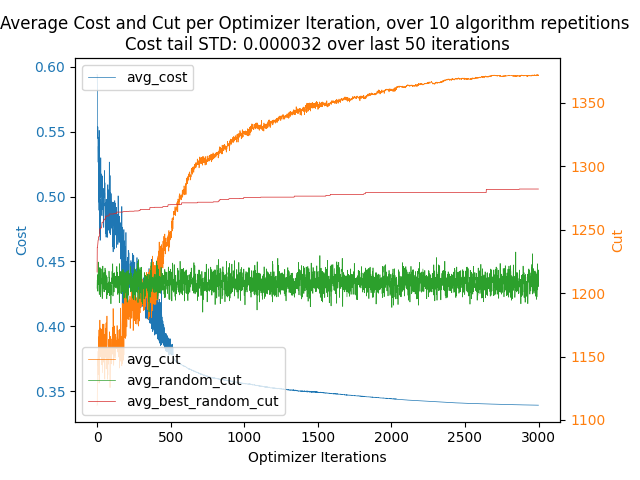 Average Cost and Cut per Optimizer Iteration, over 10 algorithm repetitions
Cost tail STD: 0.000032 over last 50 iterations
avg_cost
0.60
0.55
0.50
0.45
0.40
0.35
Cost
1350
1300
1250
1200
1150
1100
Cut
avg_cut
avg_random_cut
avg_best_random_cut
0 500 1000 1500 2000 2500 3000
Optimizer Iterations